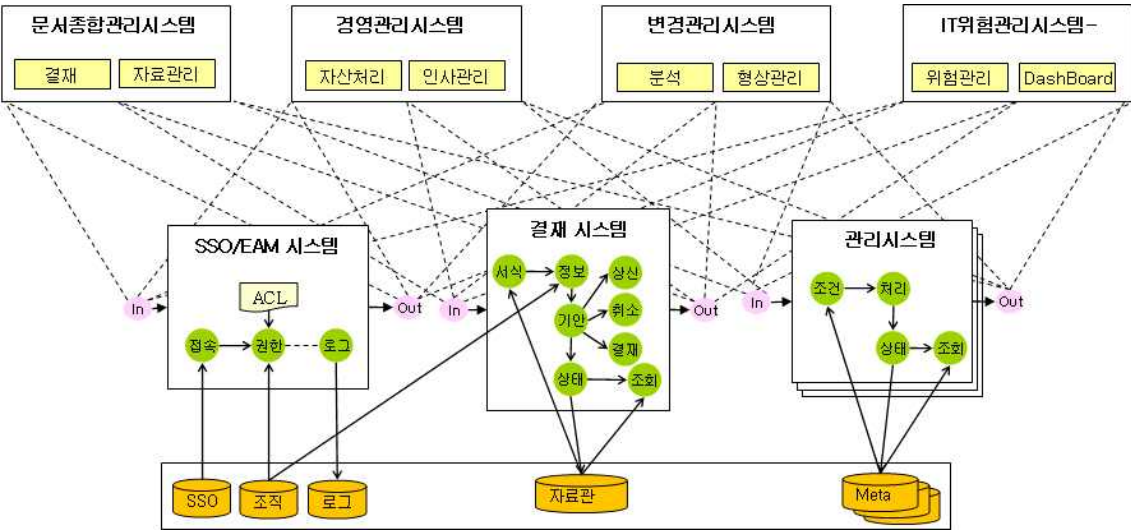 문서종합관리시스템
결재
자료관리
경영관리시스템
자산처리
인사관리
변경관리시스템
분석
형상관리
IT위험관리시스템-
위험관리
DashBoard
SSO/EAM 시스템
In
ACL
접속
권한
로그
Out
결재 시스템
In
서식
정보
상신
기안
취소
결재
상태
조회
Out
관리시스템
In
조건
처리
상태
조회
Out
SSO
조직
로그
자료관
Meta